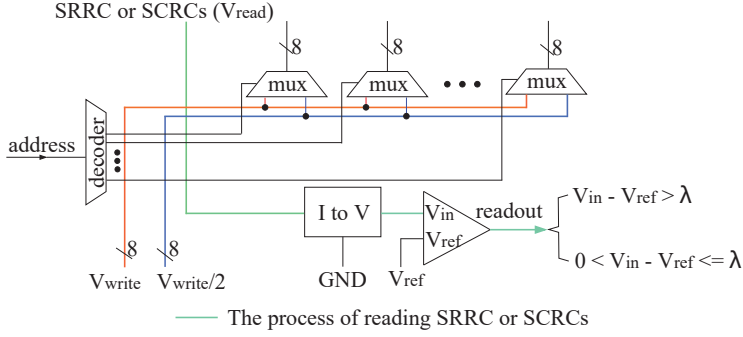 SRRC or SCRCs (Vread)
8
8
8
mux
mux
mux
address
decoder
I to V
Vin
Vref
readout
Vin - Vref > λ
0 < Vin - Vref <= λ
8
8
Vwrite
Vwrite/2
GND
Vref
The process of reading SRRC or SCRCs